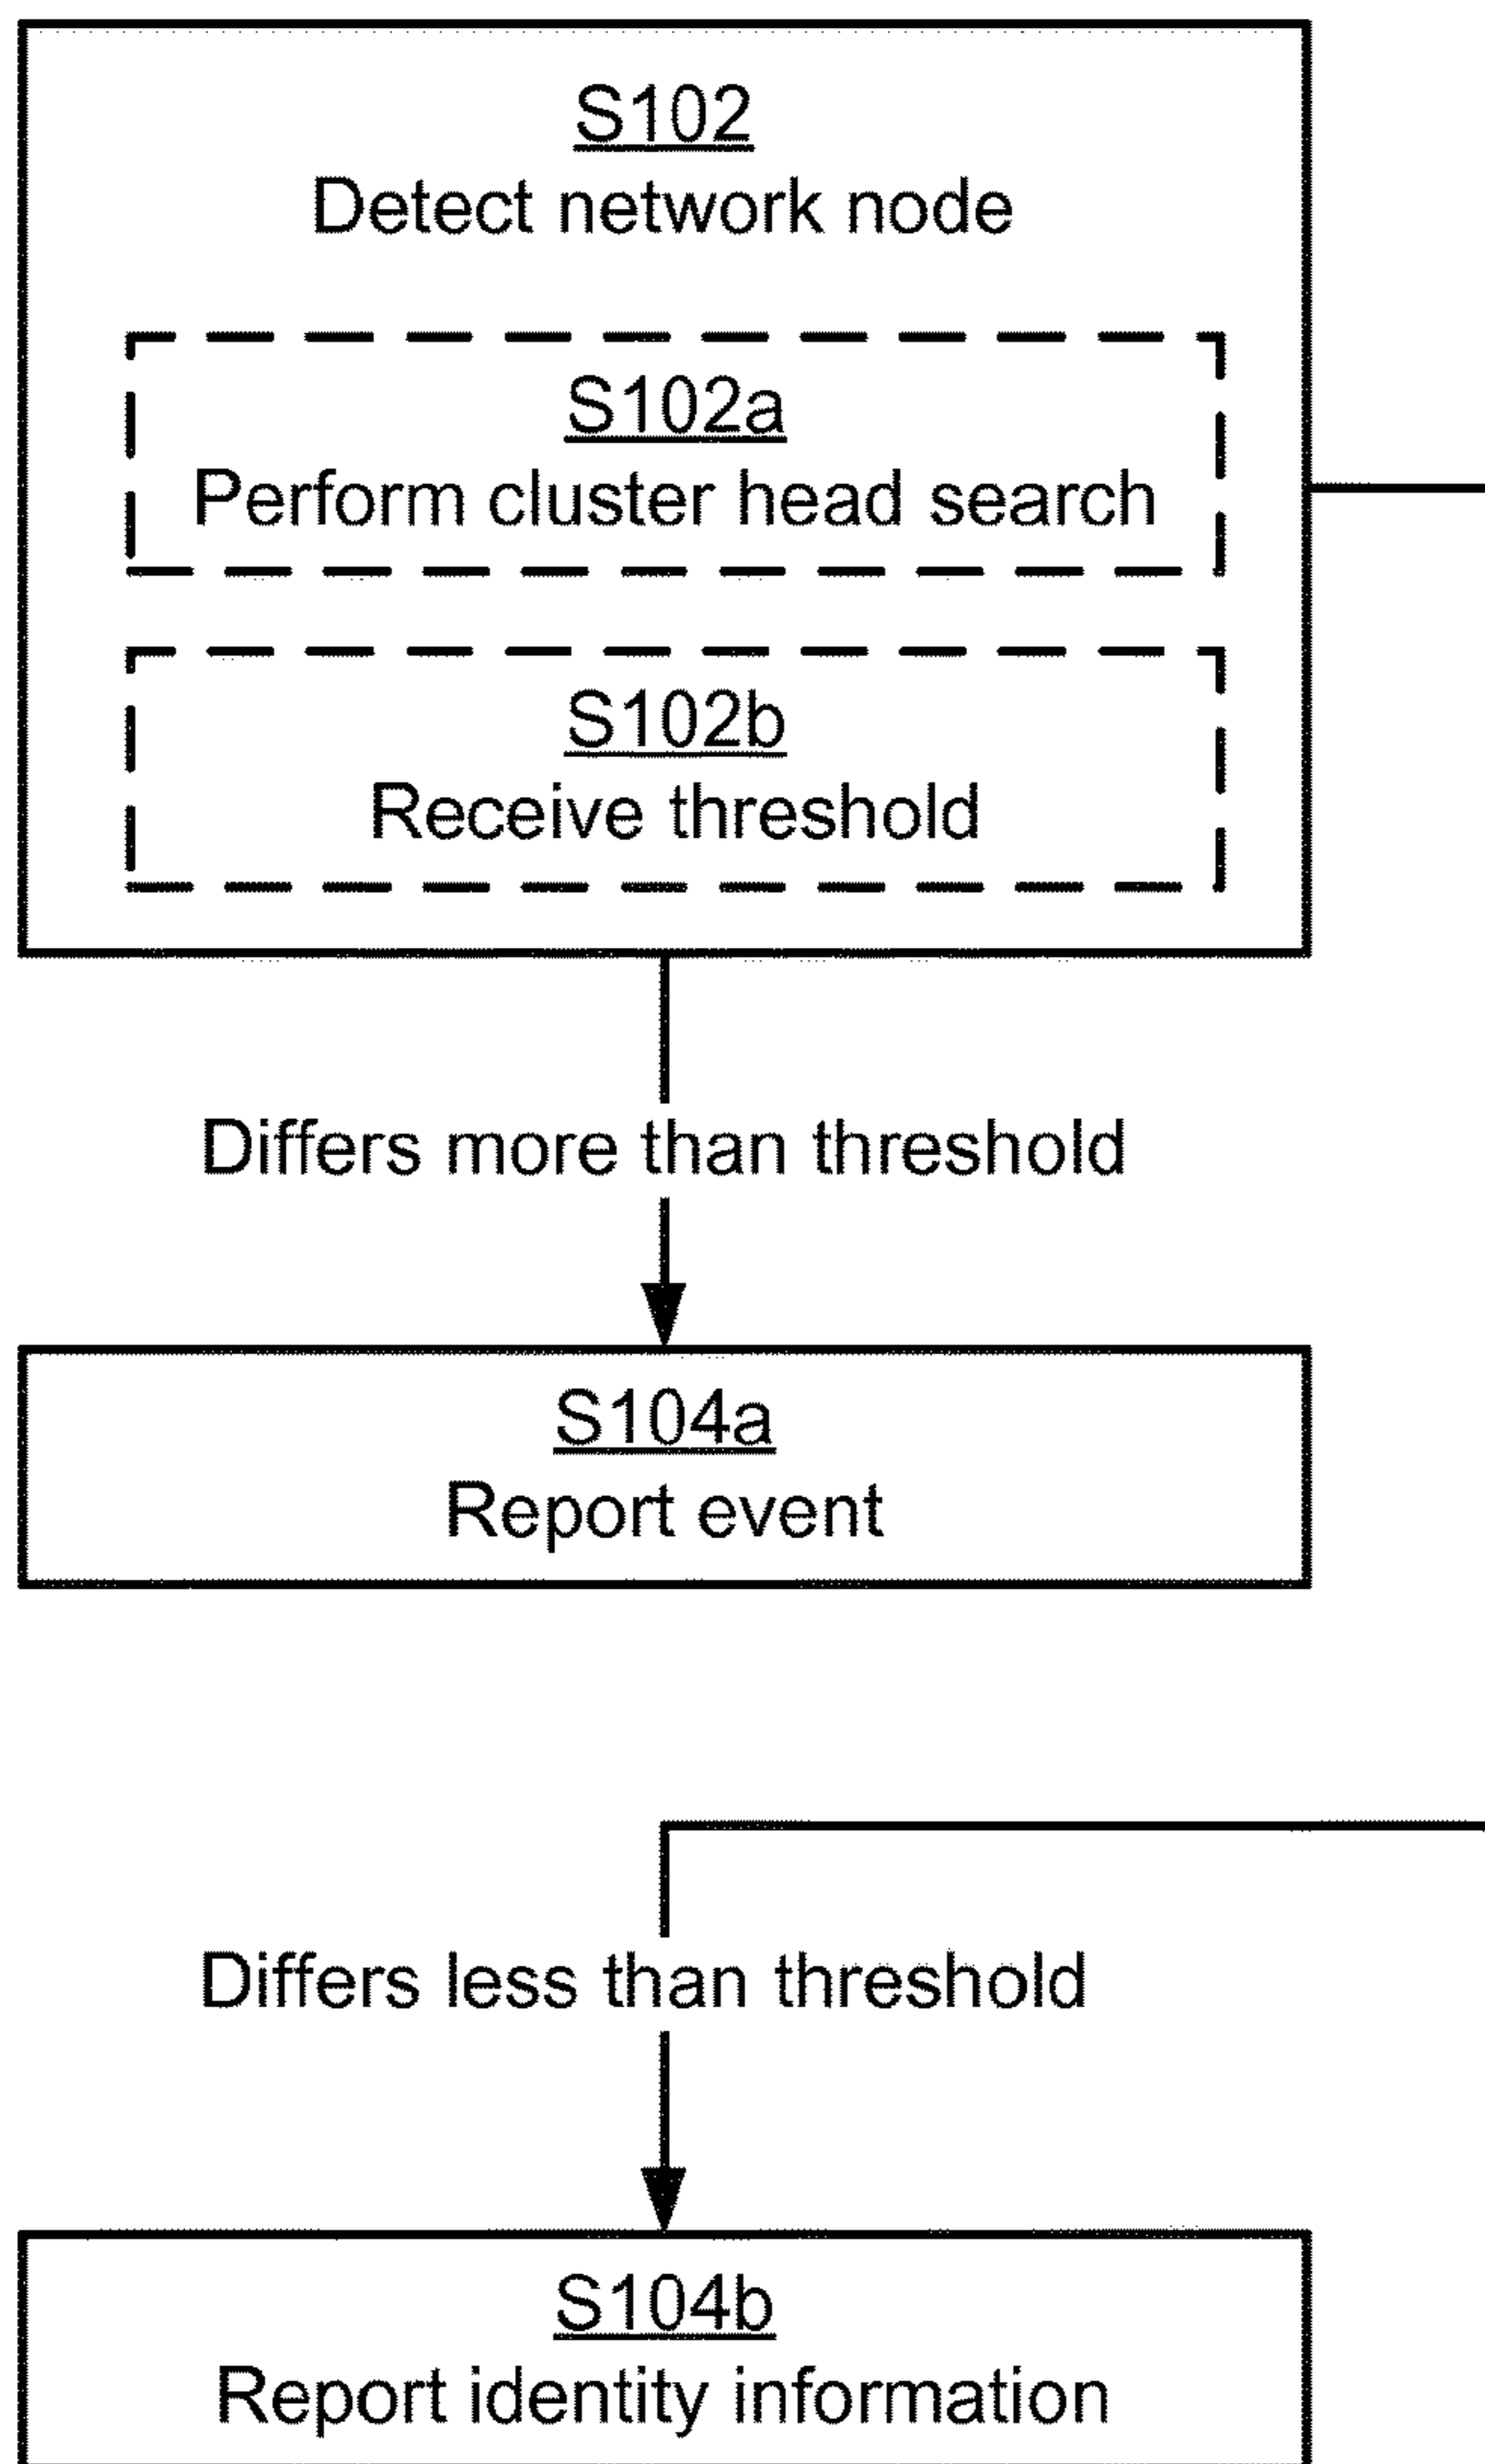 S102
Detect network node
S102a
Perform cluster head search
S102b
Receive threshold
Differs more than threshold
S104a
Report event
Differs less than threshold
S104b
Report identity information